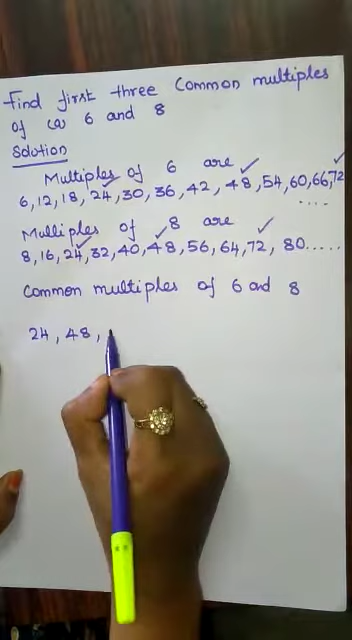 Find first three Common multiples
of (a) 6 and 8
Solution
Multiples of 6 are
6, 12, 18, 24, 30, 36, 42, 48, 54, 60, 66, 72
....
Multiples of 8 are
8, 16, 24, 32, 40, 48, 56, 64, 72, 80.....
Common multiples of 6 and 8
24, 48,